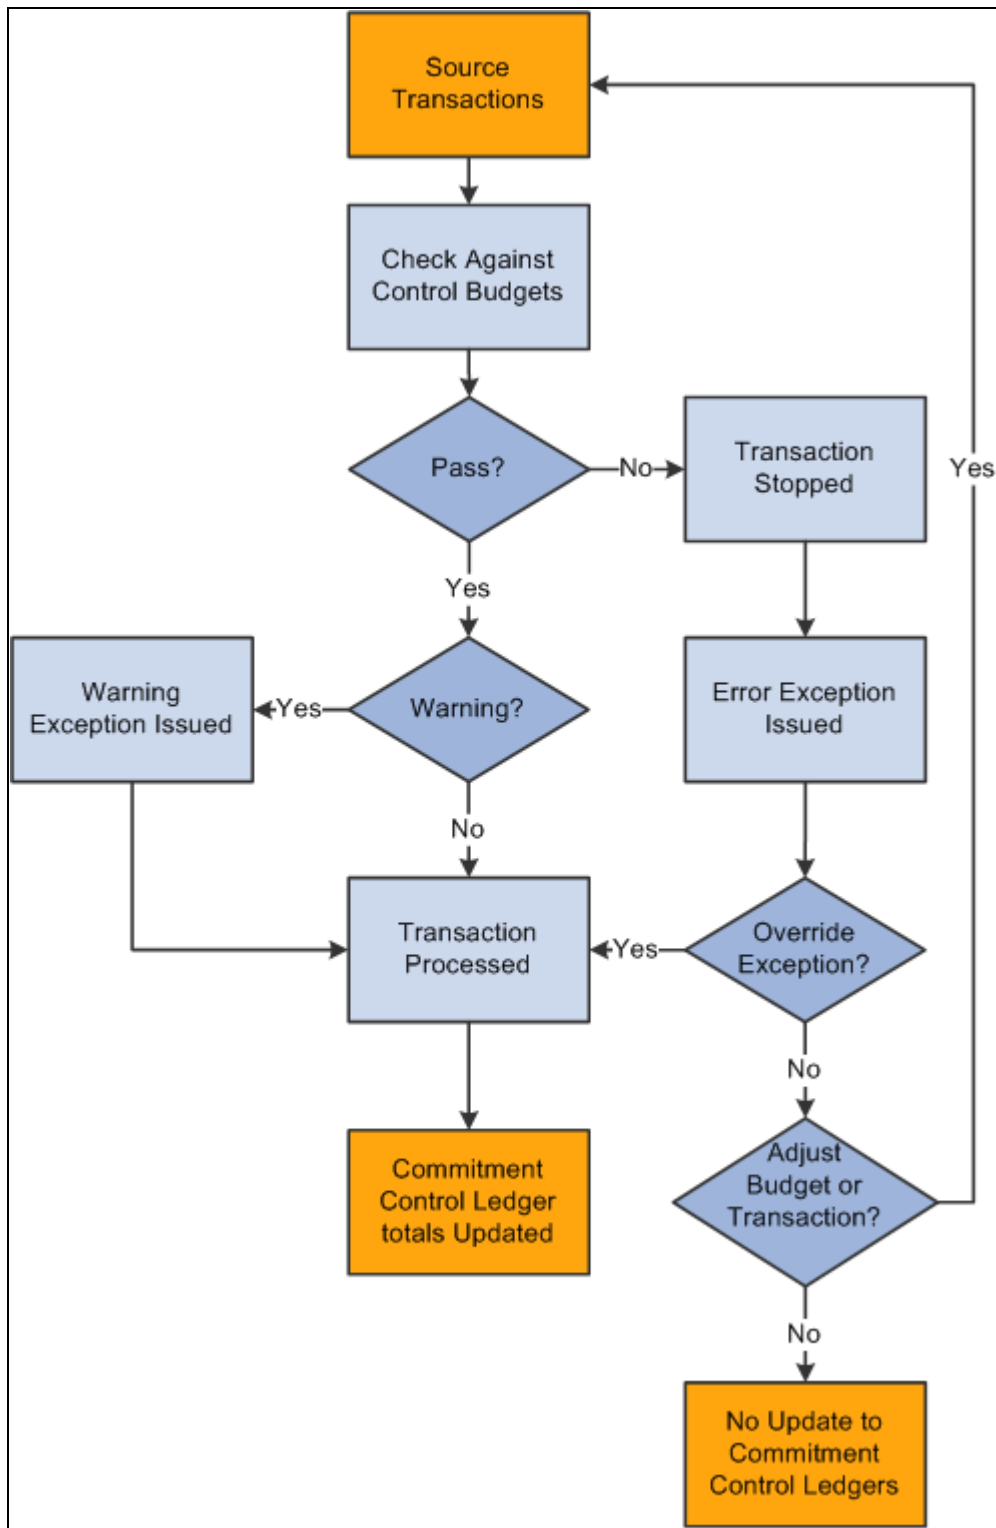 Source
Transactions
Check Against
Control Budgets
Pass?
No
Transaction
Stopped
Yes
Yes
Warning
Exception Issued
Yes
Warning?
Error Exception
Issued
No
Transaction
Processed
Yes
Override
Exception?
No
Commitment
Control Ledger
totals Updated
Adjust
Budget or
Transaction?
No
No Update to
Commitment
Control Ledgers